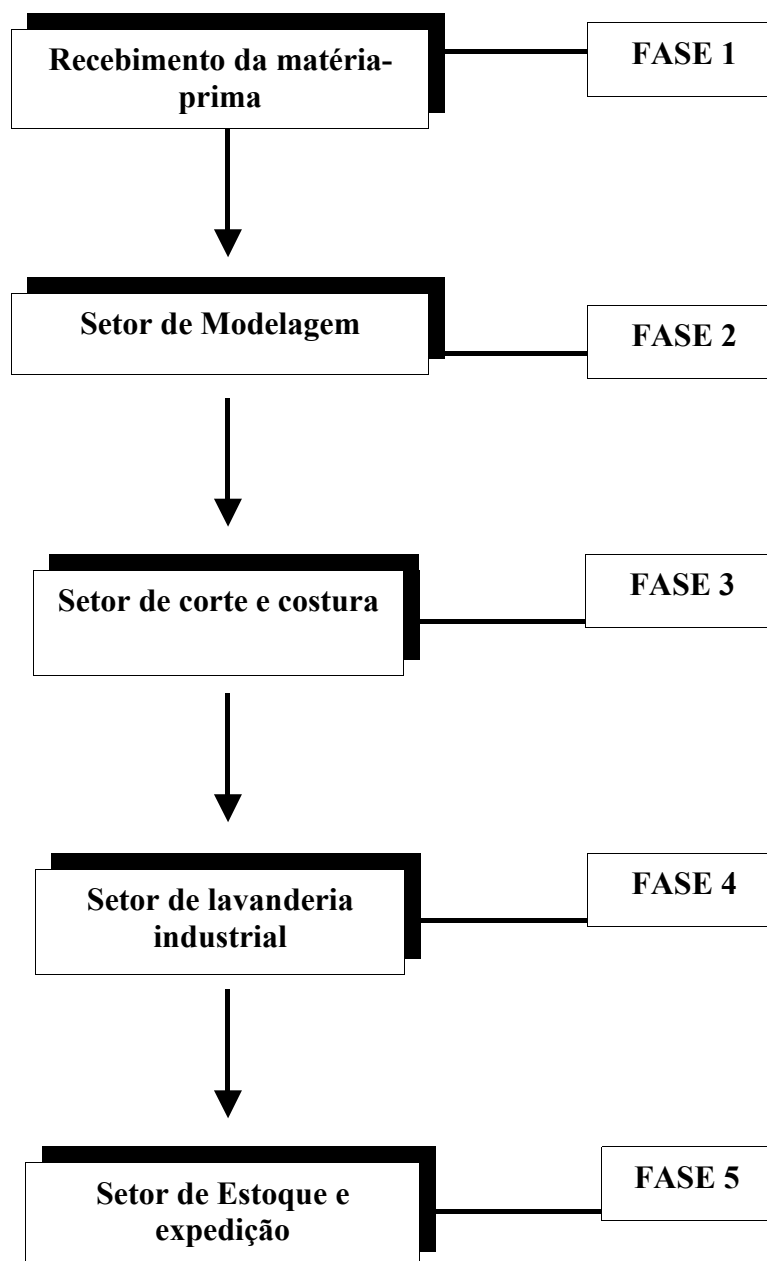 Recebimento da matéria-
prima
FASE 1
Setor de Modelagem
FASE 2
Setor de corte e costura
FASE 3
Setor de lavanderia
industrial
FASE 4
Setor de Estoque e
expedição
FASE 5